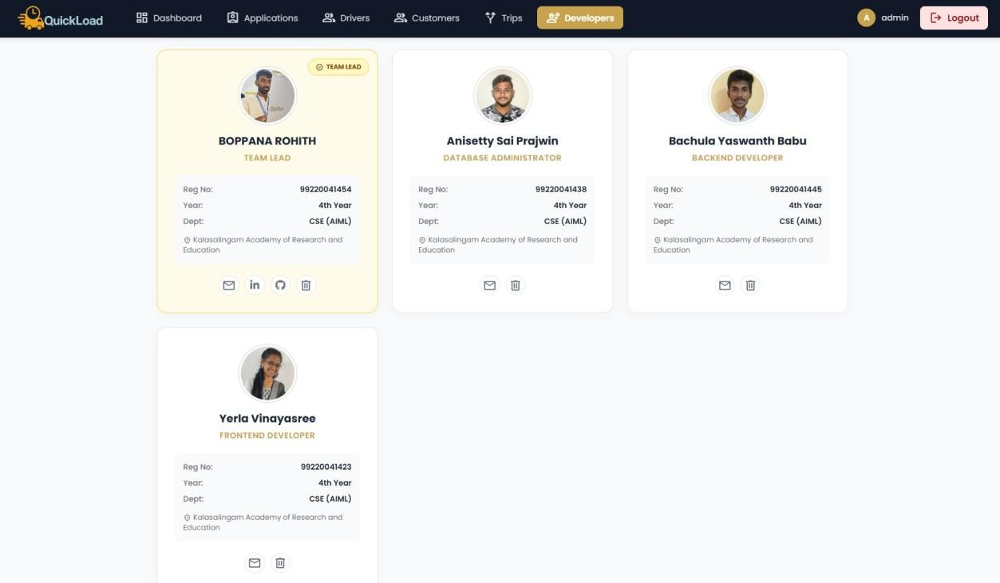 QuickLoad Dashboard Applications Drivers Customers Trips Developers A admin Logout
TEAM LEAD
BOPPANA ROHITH
TEAM LEAD
Reg No: 99220041454
Year: 4th Year
Dept: CSE (AIML)
Kalasalingam Academy of Research and
Education
in
Anisetty Sai Prajwin
DATABASE ADMINISTRATOR
Reg No: 99220041438
Year: 4th Year
Dept: CSE (AIML)
Kalasalingam Academy of Research and
Education
Bachula Yaswanth Babu
BACKEND DEVELOPER
Reg No: 99220041445
Year: 4th Year
Dept: CSE (AIML)
Kalasalingam Academy of Research and
Education
Yerla Vinayasree
FRONTEND DEVELOPER
Reg No: 99220041423
Year: 4th Year
Dept: CSE (AIML)
Kalasalingam Academy of Research and
Education